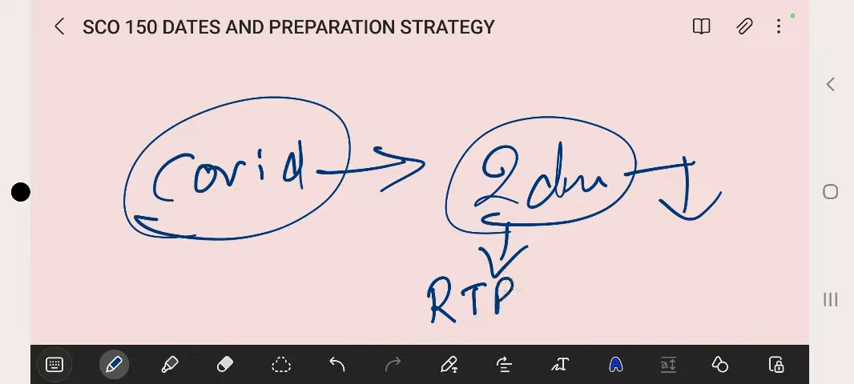 SCO 150 DATES AND PREPARATION STRATEGY
Covid → 2dm
RTP